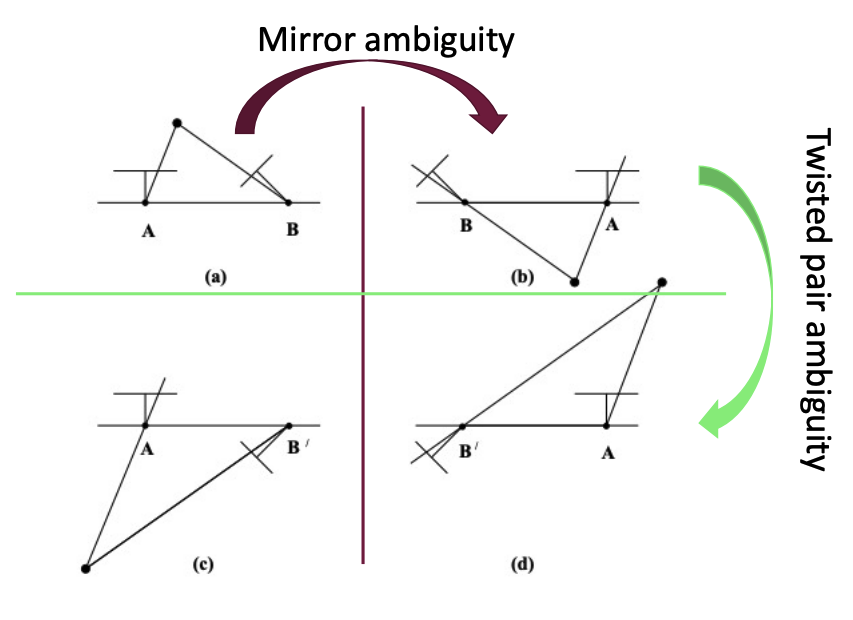 Mirror ambiguity
A
B
(a)
B
A
(b)
Twisted pair ambiguity
A
B′
(c)
B′
A
(d)